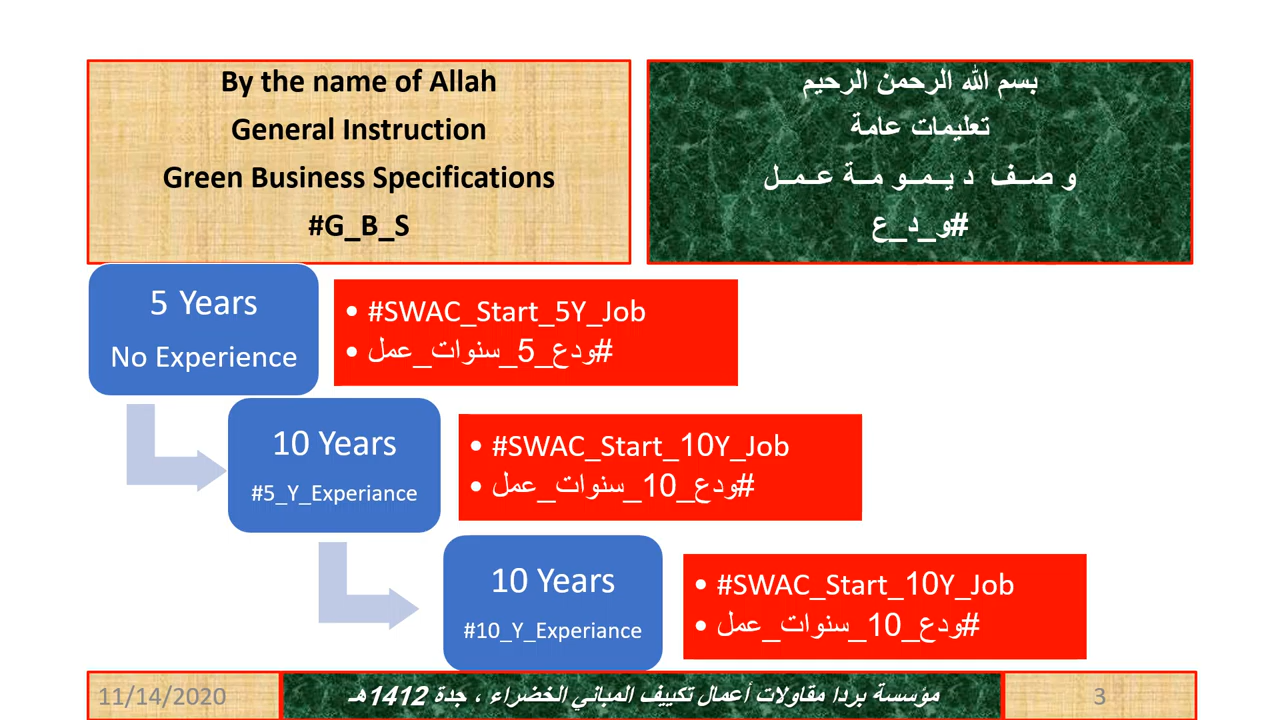 By the name of Allah
General Instruction
Green Business Specifications
#G_B_S
بسم الله الرحمن الرحيم
تعليمات عامة
و صـف د يـمـو مـة عـمـل
#و_د_ع
5 Years
No Experience
• #SWAC_Start_5Y_Job
• #ودع_5_سنوات_عمل
10 Years
#5_Y_Experiance
• #SWAC_Start_10Y_Job
• #ودع_10_سنوات_عمل
10 Years
#10_Y_Experiance
• #SWAC_Start_10Y_Job
• #ودع_10_سنوات_عمل
11/14/2020
مؤسسة بردا مقاولات أعمال تكييف المباني الخضراء ، جدة 1412هـ
3